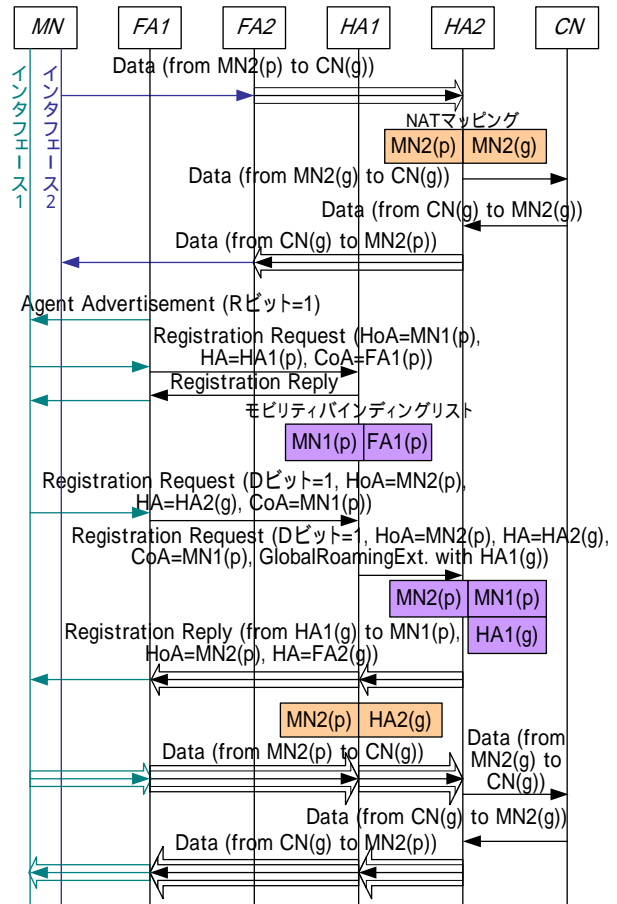 MN FA1 FA2 HA1 HA2 CN
インタフェース1
インタフェース2
Data (from MN2(p) to CN(g))
NATマッピング
MN2(p) MN2(g)
Data (from MN2(g) to CN(g))
Data (from CN(g) to MN2(g))
Data (from CN(g) to MN2(p))
Agent Advertisement (Rビット=1)
Registration Request (HoA=MN1(p),
HA=HA1(p), CoA=FA1(p))
Registration Reply
モビリティバインディングリスト
MN1(p) FA1(p)
Registration Request (Dビット=1, HoA=MN2(p),
HA=HA2(g), CoA=MN1(p))
Registration Request (Dビット=1, HoA=MN2(p), HA=HA2(g),
CoA=MN1(p), GlobalRoamingExt. with HA1(g))
MN2(p) MN1(p)
HA1(g)
Registration Reply (from HA1(g) to MN1(p),
HoA=MN2(p), HA=FA2(g))
MN2(p) HA2(g)
Data (from MN2(p) to CN(g))
Data (from
MN2(g) to
CN(g))
Data (from CN(g) to MN2(g))
Data (from CN(g) to MN2(p))